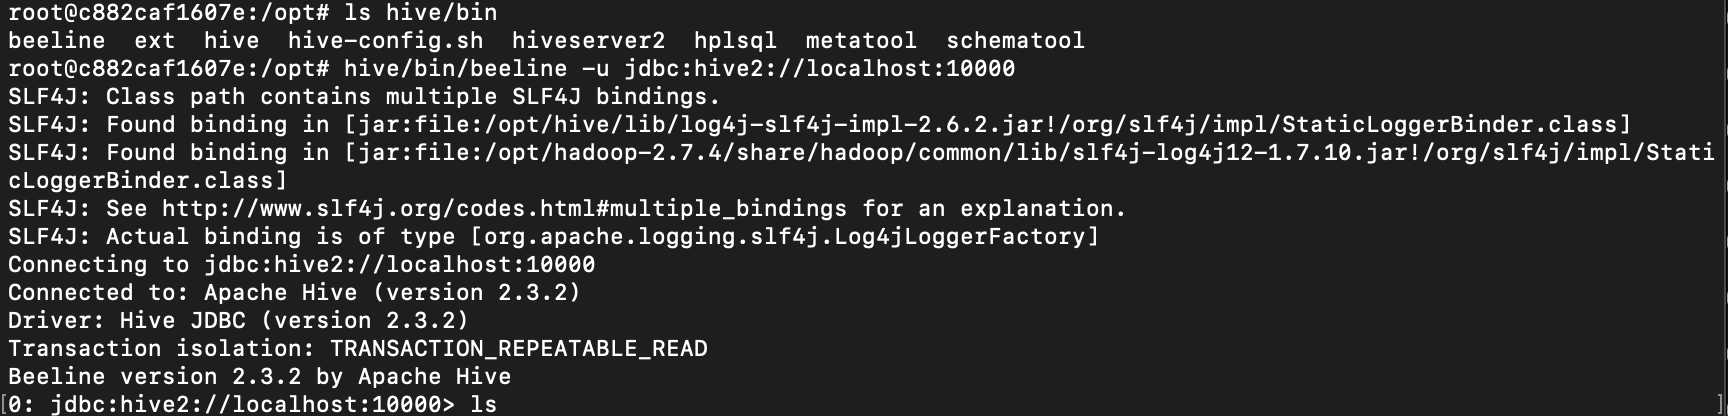 root@c882caf1607e:/opt# ls hive/bin
beeline  ext  hive  hive-config.sh  hiveserver2  hplsql  metatool  schematool
root@c882caf1607e:/opt# hive/bin/beeline -u jdbc:hive2://localhost:10000
SLF4J: Class path contains multiple SLF4J bindings.
SLF4J: Found binding in [jar:file:/opt/hive/lib/log4j-slf4j-impl-2.6.2.jar!/org/slf4j/impl/StaticLoggerBinder.class]
SLF4J: Found binding in [jar:file:/opt/hadoop-2.7.4/share/hadoop/common/lib/slf4j-log4j12-1.7.10.jar!/org/slf4j/impl/Stati
cLoggerBinder.class]
SLF4J: See http://www.slf4j.org/codes.html#multiple_bindings for an explanation.
SLF4J: Actual binding is of type [org.apache.logging.slf4j.Log4jLoggerFactory]
Connecting to jdbc:hive2://localhost:10000
Connected to: Apache Hive (version 2.3.2)
Driver: Hive JDBC (version 2.3.2)
Transaction isolation: TRANSACTION_REPEATABLE_READ
Beeline version 2.3.2 by Apache Hive
[0: jdbc:hive2://localhost:10000> ls ]